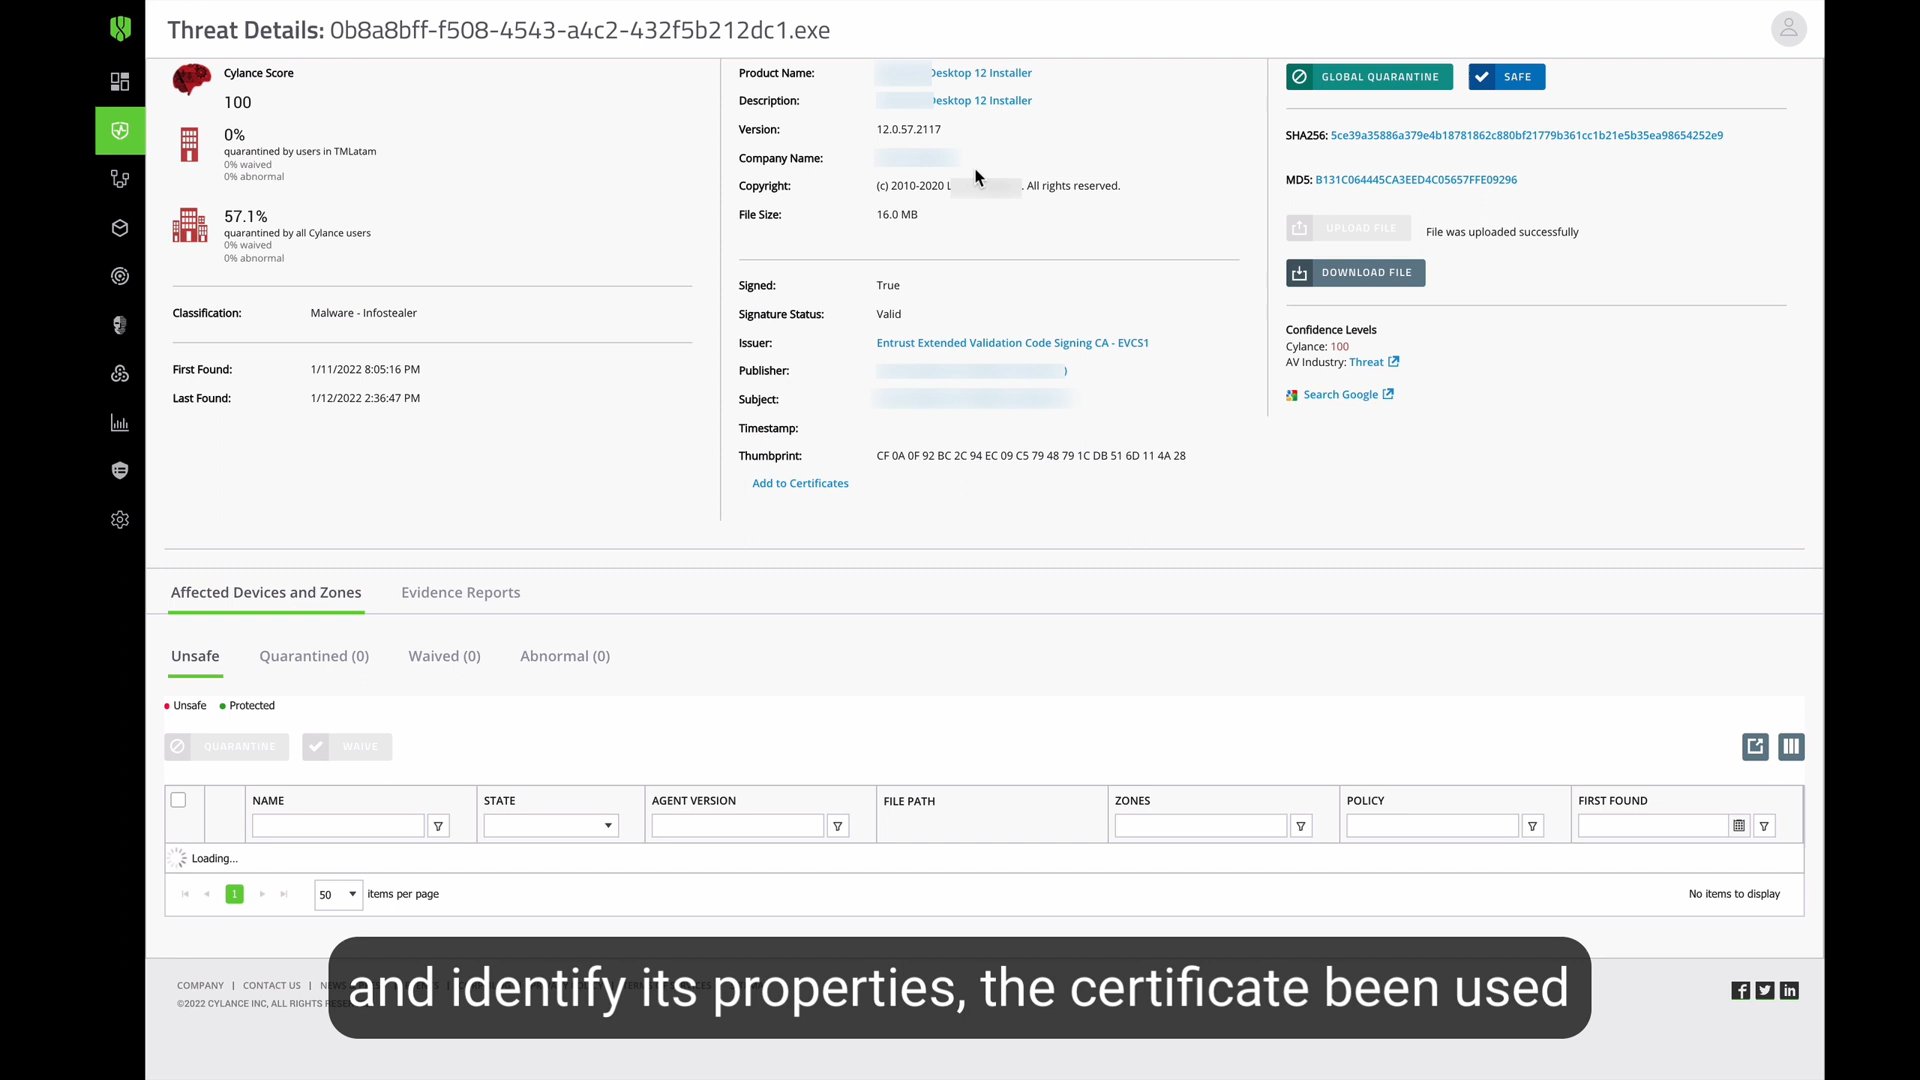 Threat Details: 0b8a8bff-f508-4543-a4c2-432f5b212dc1.exe
Cylance Score
100
0%
quarantined by users in TMLatam
0% waived
0% abnormal
57.1%
quarantined by all Cylance users
0% waived
0% abnormal
Classification: Malware - Infostealer
First Found: 1/11/2022 8:05:16 PM
Last Found: 1/12/2022 2:36:47 PM
Product Name: Desktop 12 Installer
Description: Desktop 12 Installer
Version: 12.0.57.2117
Company Name:
Copyright: (c) 2010-2020 L . All rights reserved.
File Size: 16.0 MB
Signed: True
Signature Status: Valid
Issuer: Entrust Extended Validation Code Signing CA - EVCS1
Publisher: )
Subject:
Timestamp:
Thumbprint: CF 0A 0F 92 BC 2C 94 EC 09 C5 79 48 79 1C DB 51 6D 11 4A 28
Add to Certificates
GLOBAL QUARANTINE SAFE
SHA256: 5ce39a35886a379e4b18781862c880bf21779b361cc1b21e5b35ea98654252e9
MD5: B131C064445CA3EED4C05657FFE09296
UPLOAD FILE File was uploaded successfully
DOWNLOAD FILE
Confidence Levels
Cylance: 100
AV Industry: Threat
Search Google
Affected Devices and Zones Evidence Reports
Unsafe Quarantined (0) Waived (0) Abnormal (0)
Unsafe Protected
QUARANTINE WAIVE
NAME STATE AGENT VERSION FILE PATH ZONES POLICY FIRST FOUND
Loading...
1 50 items per page No items to display
COMPANY | CONTACT US |
©2022 CYLANCE INC, ALL RIGHTS
and identify its properties, the certificate been used